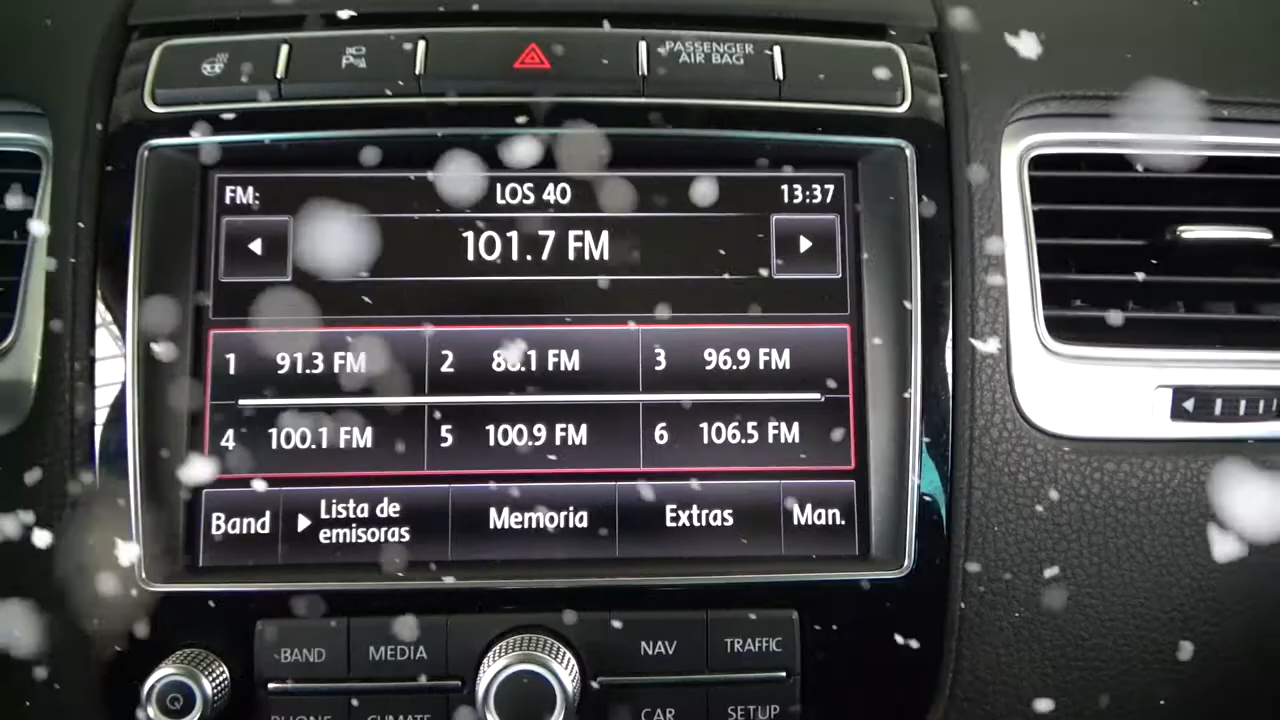 PASSENGER
AIR BAG
FM: LOS 40 13:37
101.7 FM
1 91.3 FM 2 3 96.9 FM
4 100.1 FM 5 100.9 FM 6 106.5 FM
Band Lista de emisoras Memoria Extras Man.
BAND MEDIA NAV TRAFFIC
PHONE CLIMATE CAR SETUP